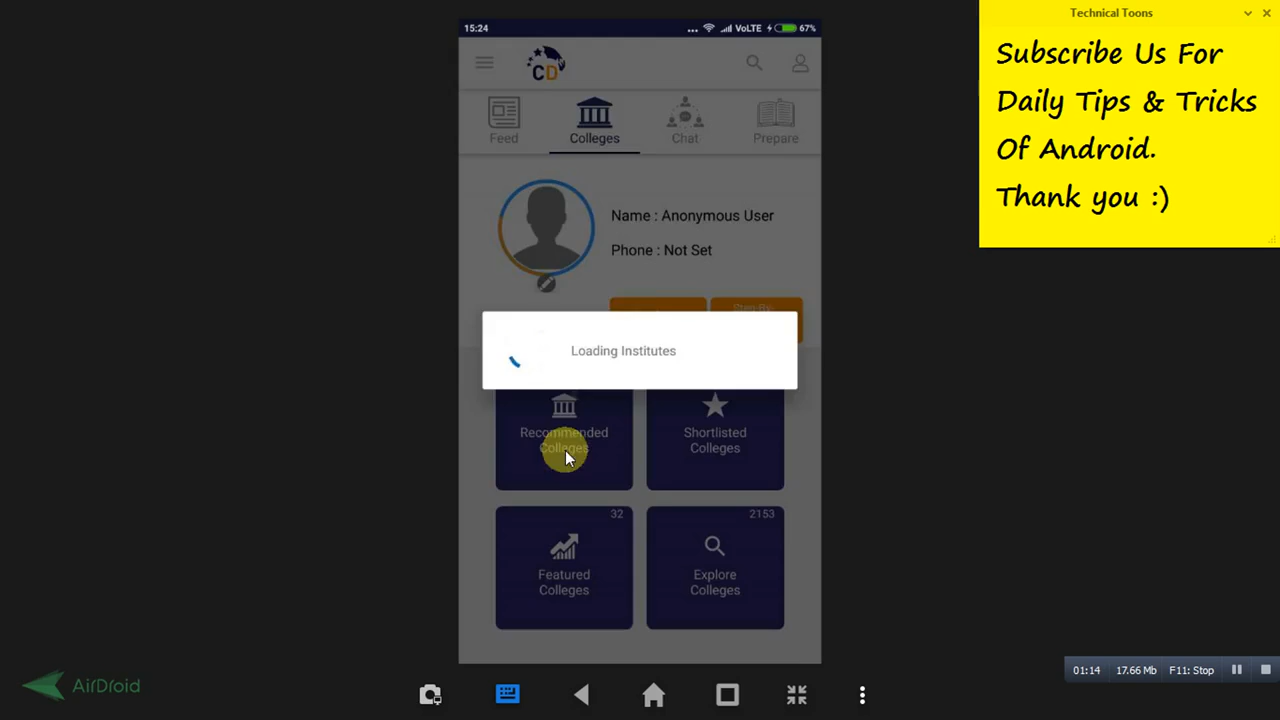 Technical Toons
Subscribe Us For
Daily Tips & Tricks
Of Android.
Thank you :)
15:24
... VoLTE 67%
CD
Feed Colleges Chat Prepare
Name : Anonymous User
Phone : Not Set
Loading Institutes
Recommended
Colleges
Shortlisted
Colleges
32
Featured
Colleges
2153
Explore
Colleges
01:14 17.66 Mb F11: Stop
AirDroid